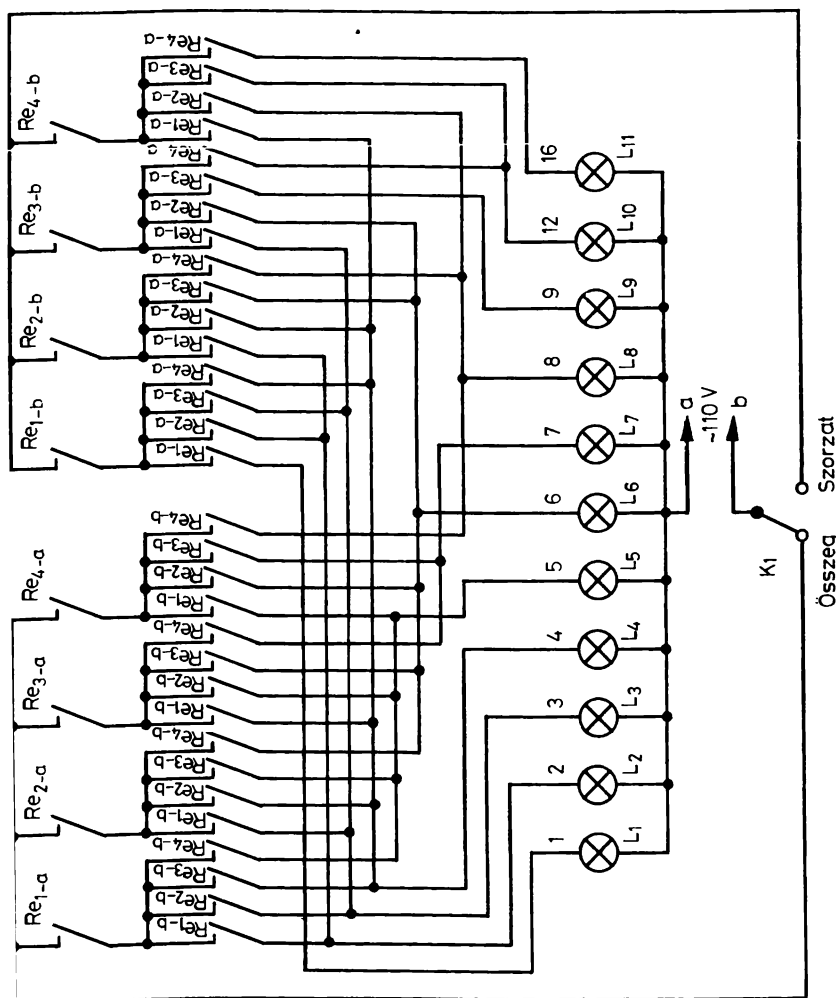 Re1-a Re2-a Re3-a Re4-a Re1-b Re2-b Re3-b Re4-b
Re1-b Re2-b Re3-b Re4-b Re1-b Re2-b Re3-b Re4-b Re1-b Re2-b Re3-b Re4-b Re1-b Re2-b Re3-b Re4-b Re1-a Re2-a Re3-a Re4-a Re1-a Re2-a Re3-a Re4-a Re1-a Re2-a Re3-a Re4 a Re1-a Re2-a Re3-a Re4-a
1 2 3 4 5 6 7 8 9 12 16
L1 L2 L3 L4 L5 L6 L7 L8 L9 L10 L11
a
~110 V
b
K1
Összeg Szorzat